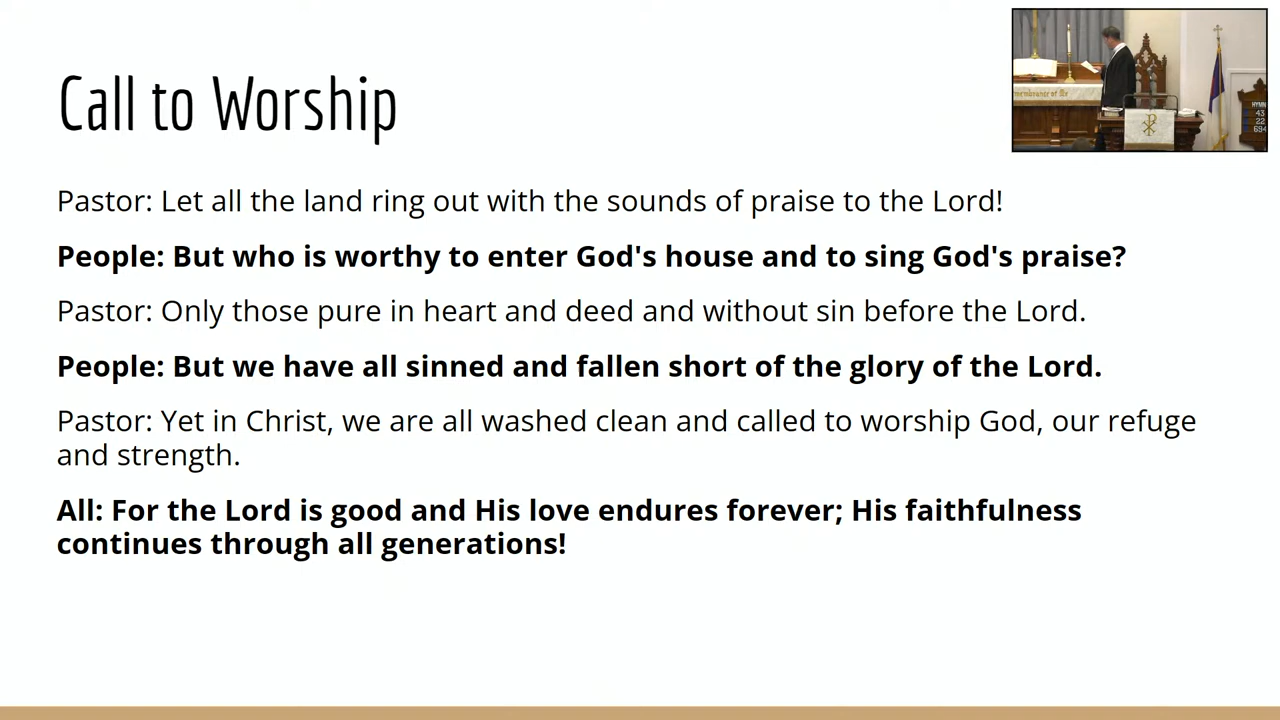 Call to Worship
Pastor: Let all the land ring out with the sounds of praise to the Lord!
People: But who is worthy to enter God's house and to sing God's praise?
Pastor: Only those pure in heart and deed and without sin before the Lord.
People: But we have all sinned and fallen short of the glory of the Lord.
Pastor: Yet in Christ, we are all washed clean and called to worship God, our refuge
and strength.
All: For the Lord is good and His love endures forever; His faithfulness
continues through all generations!
HYMN
43
22
694